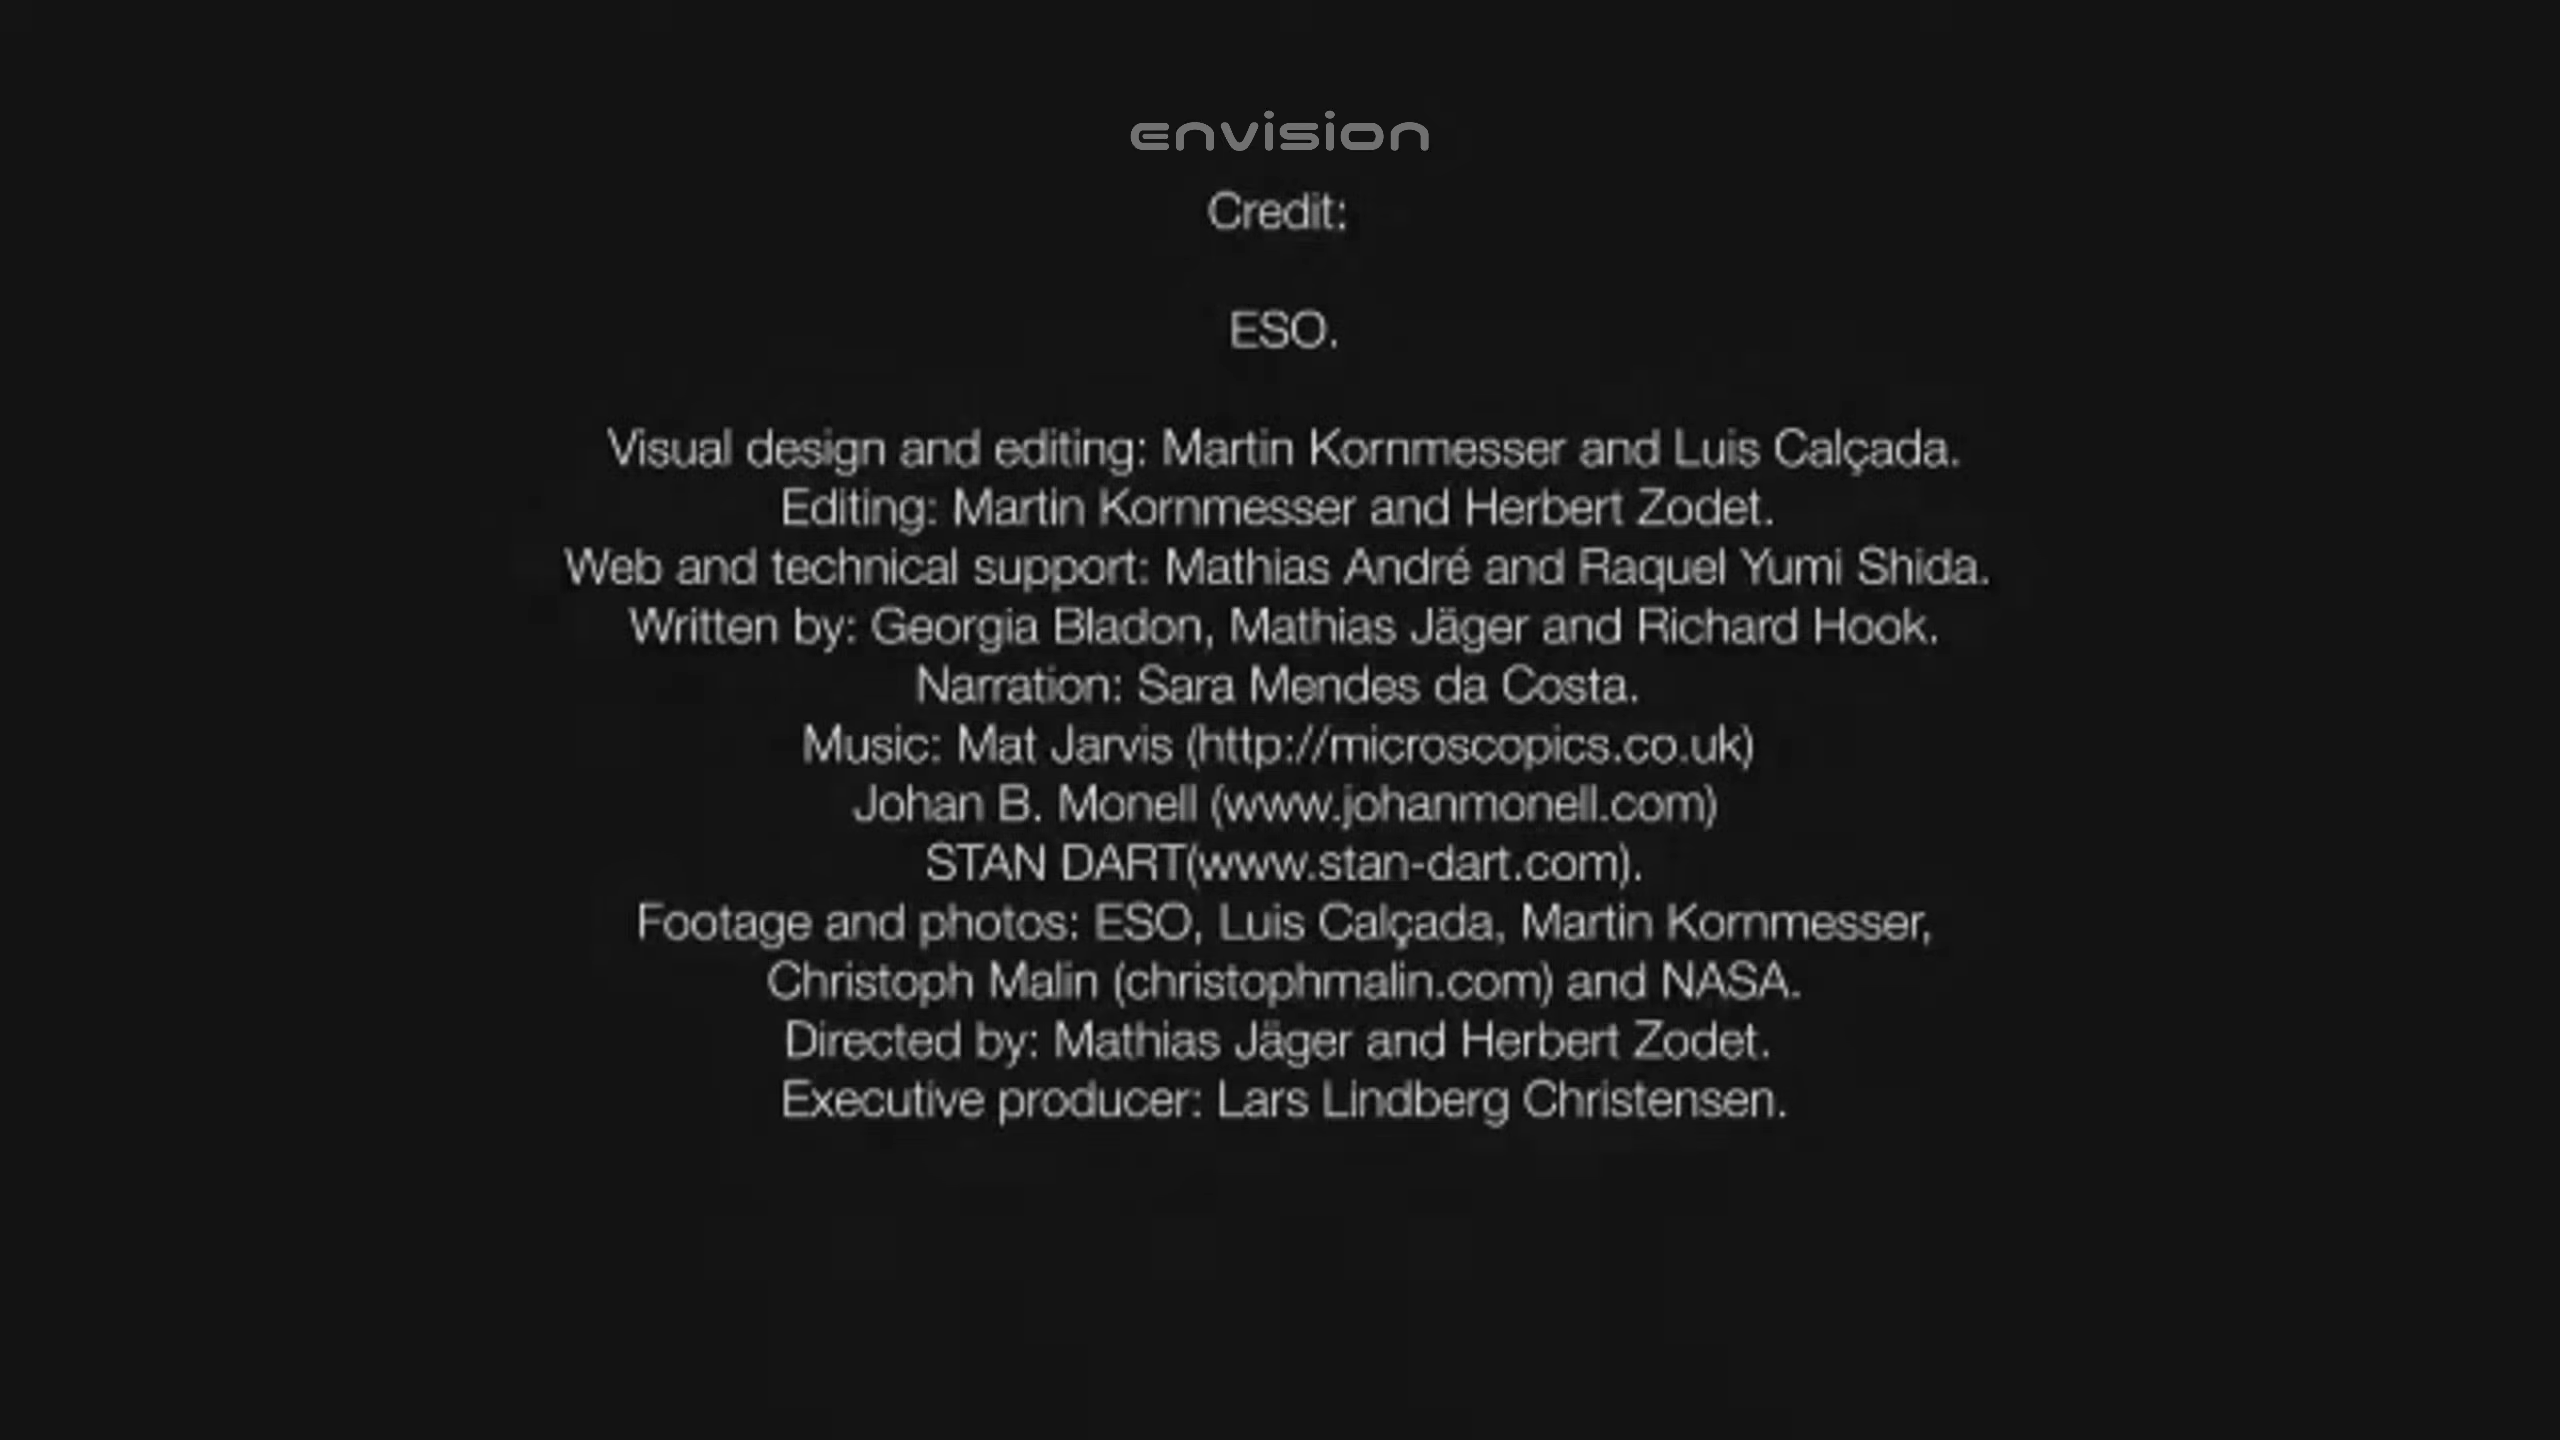 envision
Credit:
ESO.
Visual design and editing: Martin Kornmesser and Luis Calçada.
Editing: Martin Kornmesser and Herbert Zodet.
Web and technical support: Mathias André and Raquel Yumi Shida.
Written by: Georgia Bladon, Mathias Jäger and Richard Hook.
Narration: Sara Mendes da Costa.
Music: Mat Jarvis (http://microscopics.co.uk)
Johan B. Monell (www.johanmonell.com)
STAN DART(www.stan-dart.com).
Footage and photos: ESO, Luis Calçada, Martin Kornmesser,
Christoph Malin (christophmalin.com) and NASA.
Directed by: Mathias Jäger and Herbert Zodet.
Executive producer: Lars Lindberg Christensen.